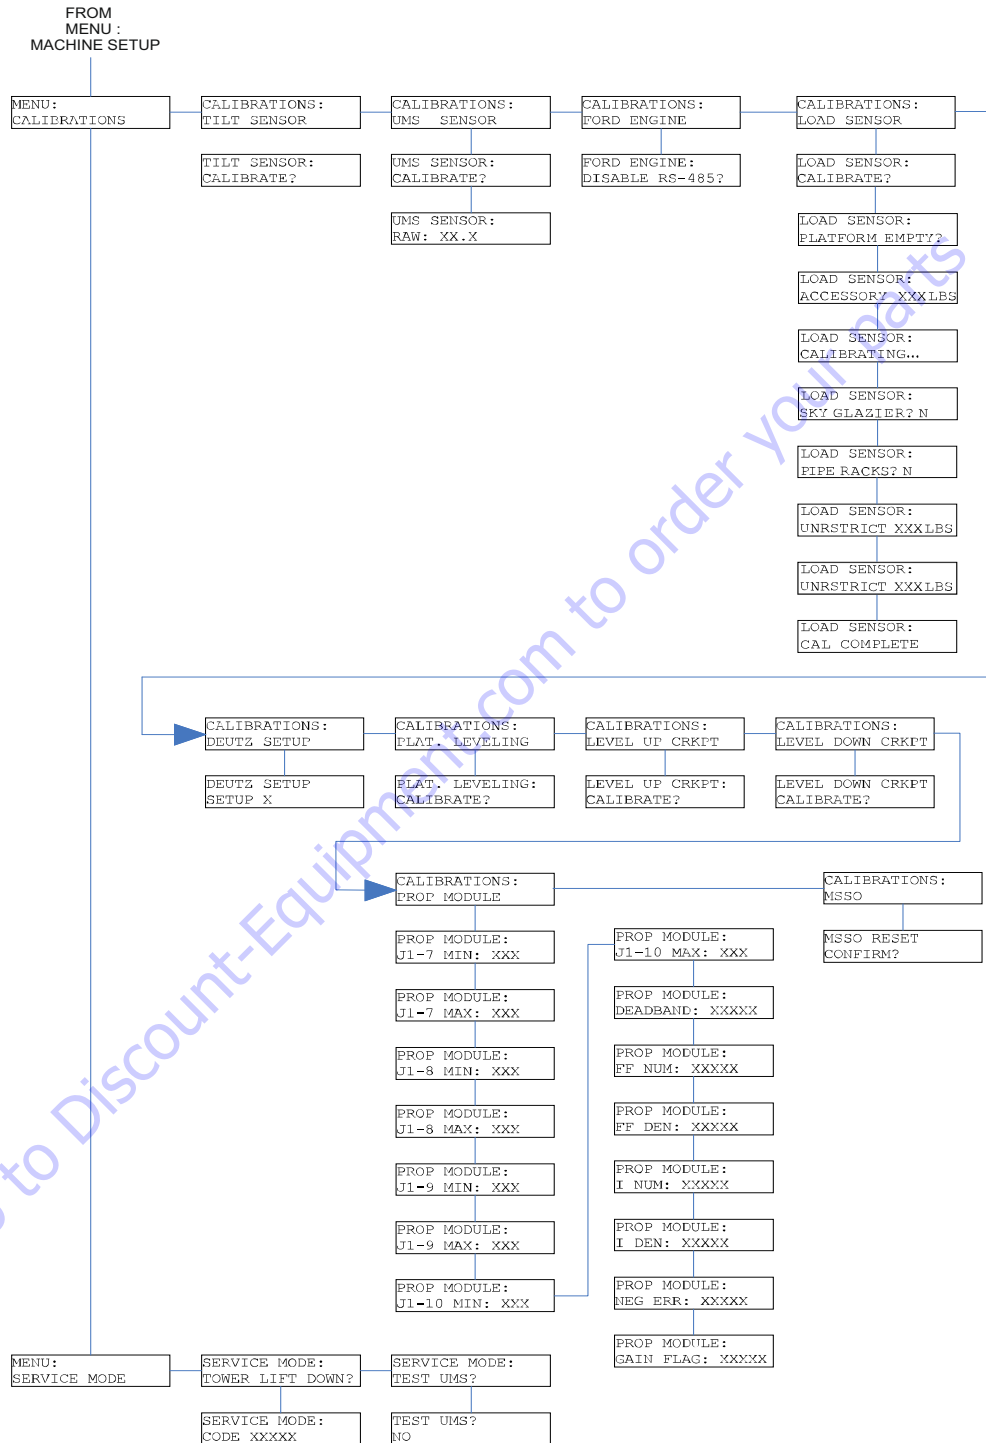 FROM
MENU :
MACHINE SETUP
MENU:
CALIBRATIONS
CALIBRATIONS:
TILT SENSOR
TILT SENSOR:
CALIBRATE?
CALIBRATIONS:
UMS SENSOR
UMS SENSOR:
CALIBRATE?
UMS SENSOR:
RAW: XX.X
CALIBRATIONS:
FORD ENGINE
FORD ENGINE:
DISABLE RS-485?
CALIBRATIONS:
LOAD SENSOR
LOAD SENSOR:
CALIBRATE?
LOAD SENSOR:
PLATFORM EMPTY?
LOAD SENSOR:
ACCESSORY XXXLBS
LOAD SENSOR:
CALIBRATING...
LOAD SENSOR:
SKY GLAZIER? N
LOAD SENSOR:
PIPE RACKS? N
LOAD SENSOR:
UNRSTRICT XXXLBS
LOAD SENSOR:
UNRSTRICT XXXLBS
LOAD SENSOR:
CAL COMPLETE
CALIBRATIONS:
DEUTZ SETUP
DEUTZ SETUP
SETUP X
CALIBRATIONS:
PLAT. LEVELING
PLAT. LEVELING:
CALIBRATE?
CALIBRATIONS:
LEVEL UP CRKPT
LEVEL UP CRKPT:
CALIBRATE?
CALIBRATIONS:
LEVEL DOWN CRKPT
LEVEL DOWN CRKPT
CALIBRATE?
CALIBRATIONS:
PROP MODULE
PROP MODULE:
J1-7 MIN: XXX
PROP MODULE:
J1-7 MAX: XXX
PROP MODULE:
J1-8 MIN: XXX
PROP MODULE:
J1-8 MAX: XXX
PROP MODULE:
J1-9 MIN: XXX
PROP MODULE:
J1-9 MAX: XXX
PROP MODULE:
J1-10 MIN: XXX
PROP MODULE:
J1-10 MAX: XXX
PROP MODULE:
DEADBAND: XXXXX
PROP MODULE:
FF NUM: XXXXX
PROP MODULE:
FF DEN: XXXXX
PROP MODULE:
I NUM: XXXXX
PROP MODULE:
I DEN: XXXXX
PROP MODULE:
NEG ERR: XXXXX
PROP MODULE:
GAIN FLAG: XXXXX
CALIBRATIONS:
MSSO
MSSO RESET
CONFIRM?
MENU:
SERVICE MODE
SERVICE MODE:
TOWER LIFT DOWN?
SERVICE MODE:
CODE XXXXX
SERVICE MODE:
TEST UMS?
TEST UMS?
NO
to Discount-Equipment.com to order your parts